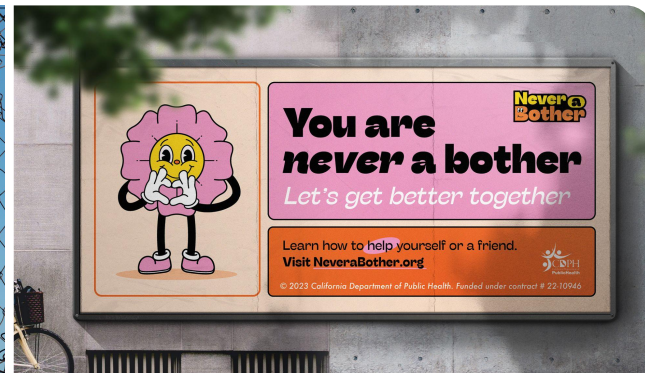 Never a
Bother
You are
never a bother
Let's get better together
Learn how to help yourself or a friend.
Visit NeveraBother.org
CDPH
PublicHealth
© 2023 California Department of Public Health. Funded under contract # 22-10946